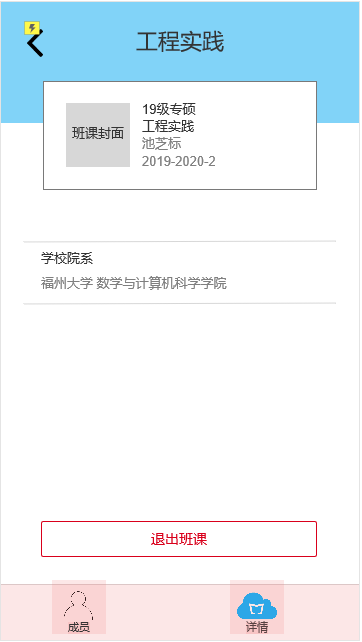 工程实践
班课封面
19级专硕
工程实践
池芝标
2019-2020-2
学校院系
福州大学 数学与计算机科学学院
退出班课
成员
详情